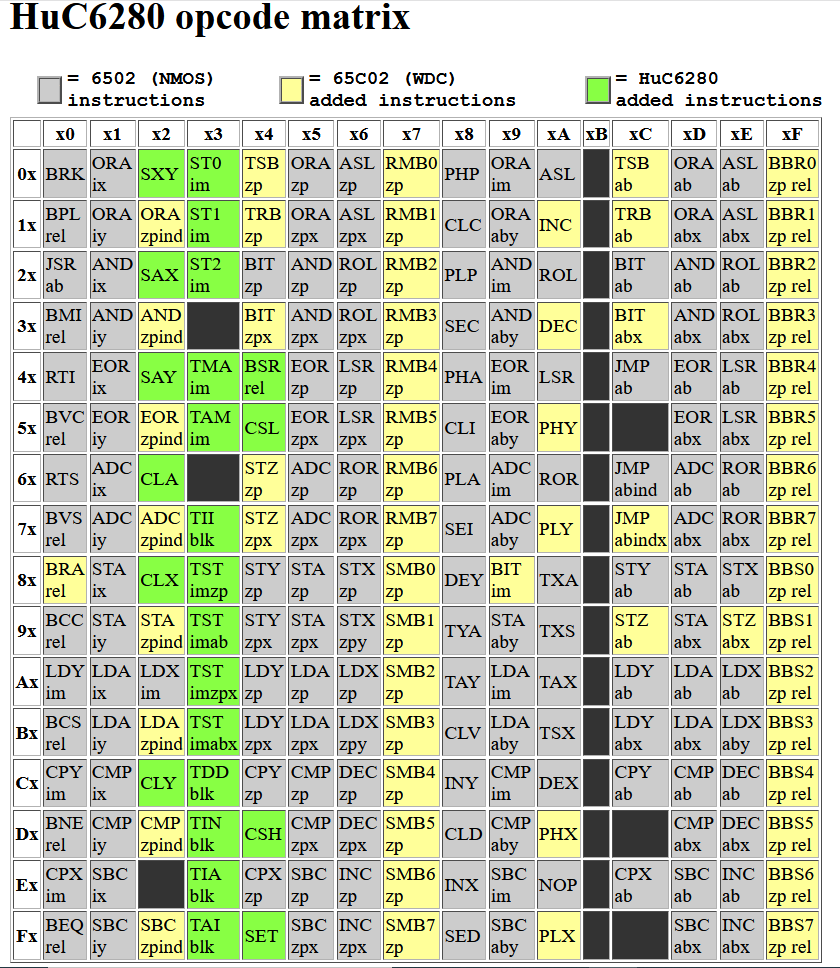 HuC6280 opcode matrix
= 6502 (NMOS) instructions = 65C02 (WDC) added instructions = HuC6280 added instructions
x0 x1 x2 x3 x4 x5 x6 x7 x8 x9 xA xB xC xD xE xF
0x BRK ORA ix SXY ST0 im TSB zp ORA zp ASL zp RMB0 zp PHP ORA im ASL TSB ab ORA ab ASL ab BBR0 zp rel
1x BPL rel ORA iy ORA zpind ST1 im TRB zp ORA zpx ASL zpx RMB1 zp CLC ORA aby INC TRB ab ORA abx ASL abx BBR1 zp rel
2x JSR ab AND ix SAX ST2 im BIT zp AND zp ROL zp RMB2 zp PLP AND im ROL BIT ab AND ab ROL ab BBR2 zp rel
3x BMI rel AND iy AND zpind BIT zpx AND zpx ROL zpx RMB3 zp SEC AND aby DEC BIT abx AND abx ROL abx BBR3 zp rel
4x RTI EOR ix SAY TMA im BSR rel EOR zp LSR zp RMB4 zp PHA EOR im LSR JMP ab EOR ab LSR ab BBR4 zp rel
5x BVC rel EOR iy EOR zpind TAM im CSL EOR zpx LSR zpx RMB5 zp CLI EOR aby PHY EOR abx LSR abx BBR5 zp rel
6x RTS ADC ix CLA STZ zp ADC zp ROR zp RMB6 zp PLA ADC im ROR JMP abind ADC ab ROR ab BBR6 zp rel
7x BVS rel ADC iy ADC zpind TII blk STZ zpx ADC zpx ROR zpx RMB7 zp SEI ADC aby PLY JMP abindx ADC abx ROR abx BBR7 zp rel
8x BRA rel STA ix CLX TST imzp STY zp STA zp STX zp SMB0 zp DEY BIT im TXA STY ab STA ab STX ab BBS0 zp rel
9x BCC rel STA iy STA zpind TST imab STY zpx STA zpx STX zpy SMB1 zp TYA STA aby TXS STZ ab STA abx STZ abx BBS1 zp rel
Ax LDY im LDA ix LDX im TST imzpx LDY zp LDA zp LDX zp SMB2 zp TAY LDA im TAX LDY ab LDA ab LDX ab BBS2 zp rel
Bx BCS rel LDA iy LDA zpind TST imabx LDY zpx LDA zpx LDX zpy SMB3 zp CLV LDA aby TSX LDY abx LDA abx LDX aby BBS3 zp rel
Cx CPY im CMP ix CLY TDD blk CPY zp CMP zp DEC zp SMB4 zp INY CMP im DEX CPY ab CMP ab DEC ab BBS4 zp rel
Dx BNE rel CMP iy CMP zpind TIN blk CSH CMP zpx DEC zpx SMB5 zp CLD CMP aby PHX CMP abx DEC abx BBS5 zp rel
Ex CPX im SBC ix TIA blk CPX zp SBC zp INC zp SMB6 zp INX SBC im NOP CPX ab SBC ab INC ab BBS6 zp rel
Fx BEQ rel SBC iy SBC zpind TAI blk SET SBC zpx INC zpx SMB7 zp SED SBC aby PLX SBC abx INC abx BBS7 zp rel